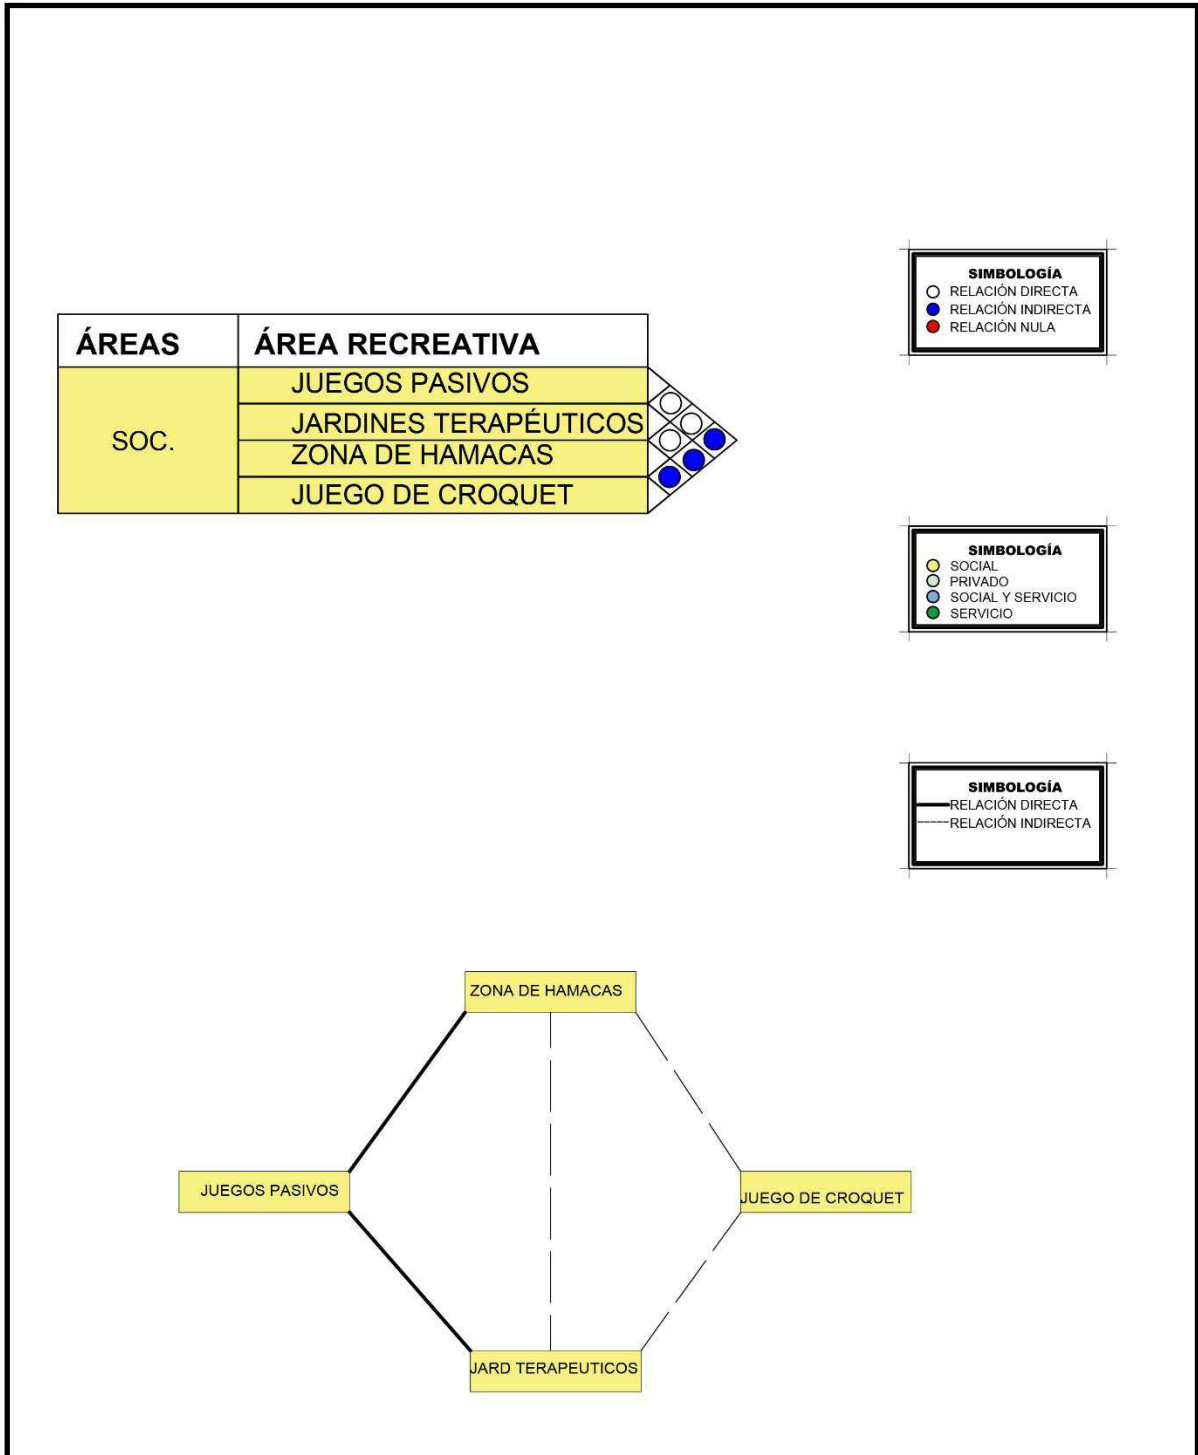 SIMBOLOGÍA
RELACIÓN DIRECTA
RELACIÓN INDIRECTA
RELACIÓN NULA
ÁREAS
ÁREA RECREATIVA
SOC.
JUEGOS PASIVOS
JARDINES TERAPÉUTICOS
ZONA DE HAMACAS
JUEGO DE CROQUET
SIMBOLOGÍA
SOCIAL
PRIVADO
SOCIAL Y SERVICIO
SERVICIO
SIMBOLOGÍA
RELACIÓN DIRECTA
RELACIÓN INDIRECTA
ZONA DE HAMACAS
JUEGOS PASIVOS
JUEGO DE CROQUET
JARD TERAPEUTICOS